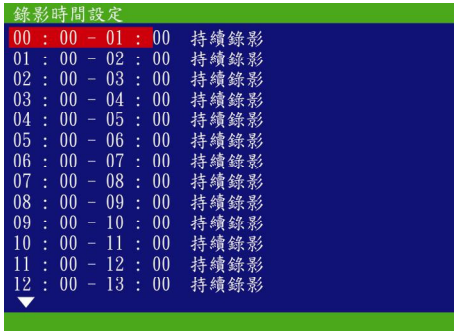 錄影時間設定
00 : 00 - 01 : 00 持續錄影
01 : 00 - 02 : 00 持續錄影
02 : 00 - 03 : 00 持續錄影
03 : 00 - 04 : 00 持續錄影
04 : 00 - 05 : 00 持續錄影
05 : 00 - 06 : 00 持續錄影
06 : 00 - 07 : 00 持續錄影
07 : 00 - 08 : 00 持續錄影
08 : 00 - 09 : 00 持續錄影
09 : 00 - 10 : 00 持續錄影
10 : 00 - 11 : 00 持續錄影
11 : 00 - 12 : 00 持續錄影
12 : 00 - 13 : 00 持續錄影